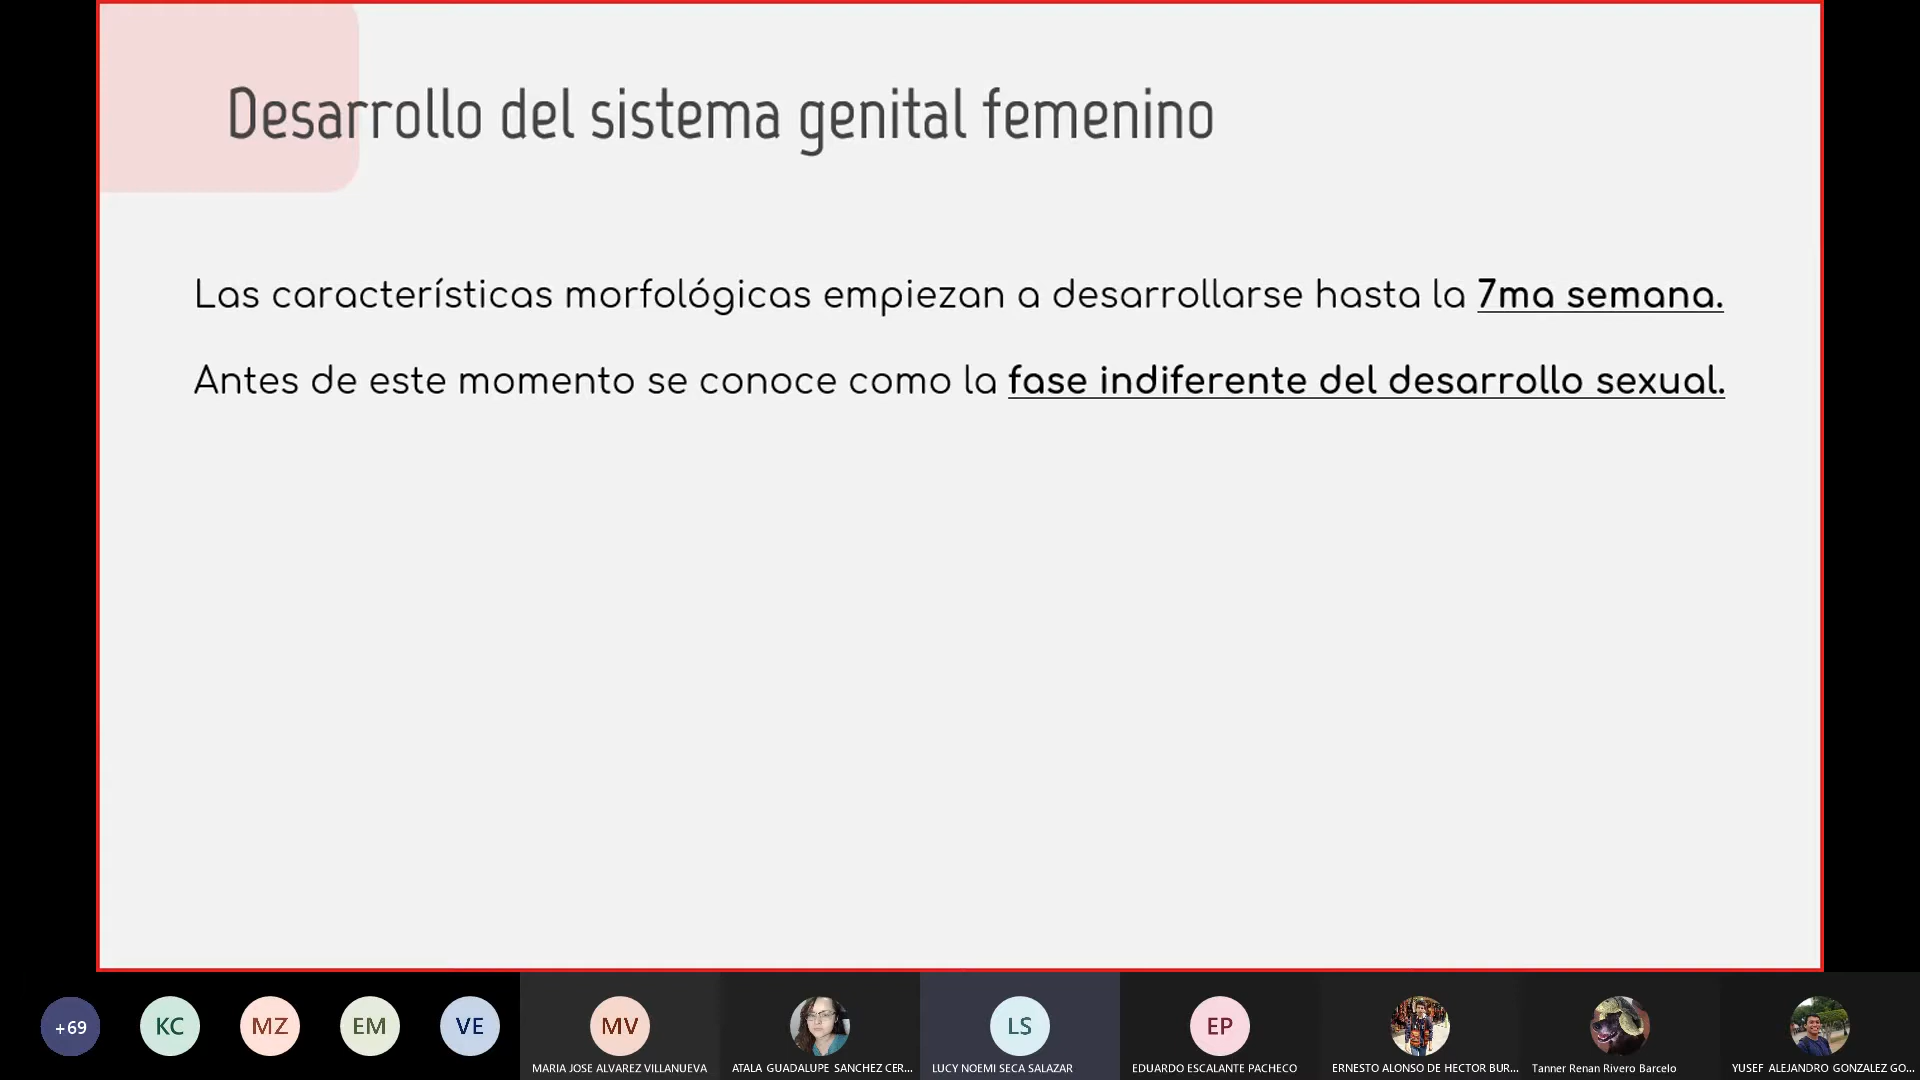 Desarrollo del sistema genital femenino
Las características morfológicas empiezan a desarrollarse hasta la 7ma semana.
Antes de este momento se conoce como la fase indiferente del desarrollo sexual.
+69
KC
MZ
EM
VE
MV
LS
EP
MARIA JOSE ALVAREZ VILLANUEVA
ATALA GUADALUPE SANCHEZ CER...
LUCY NOEMI SECA SALAZAR
EDUARDO ESCALANTE PACHECO
ERNESTO ALONSO DE HECTOR BUR...
Tanner Renan Rivero Barcelo
YUSEF ALEJANDRO GONZALEZ GO...